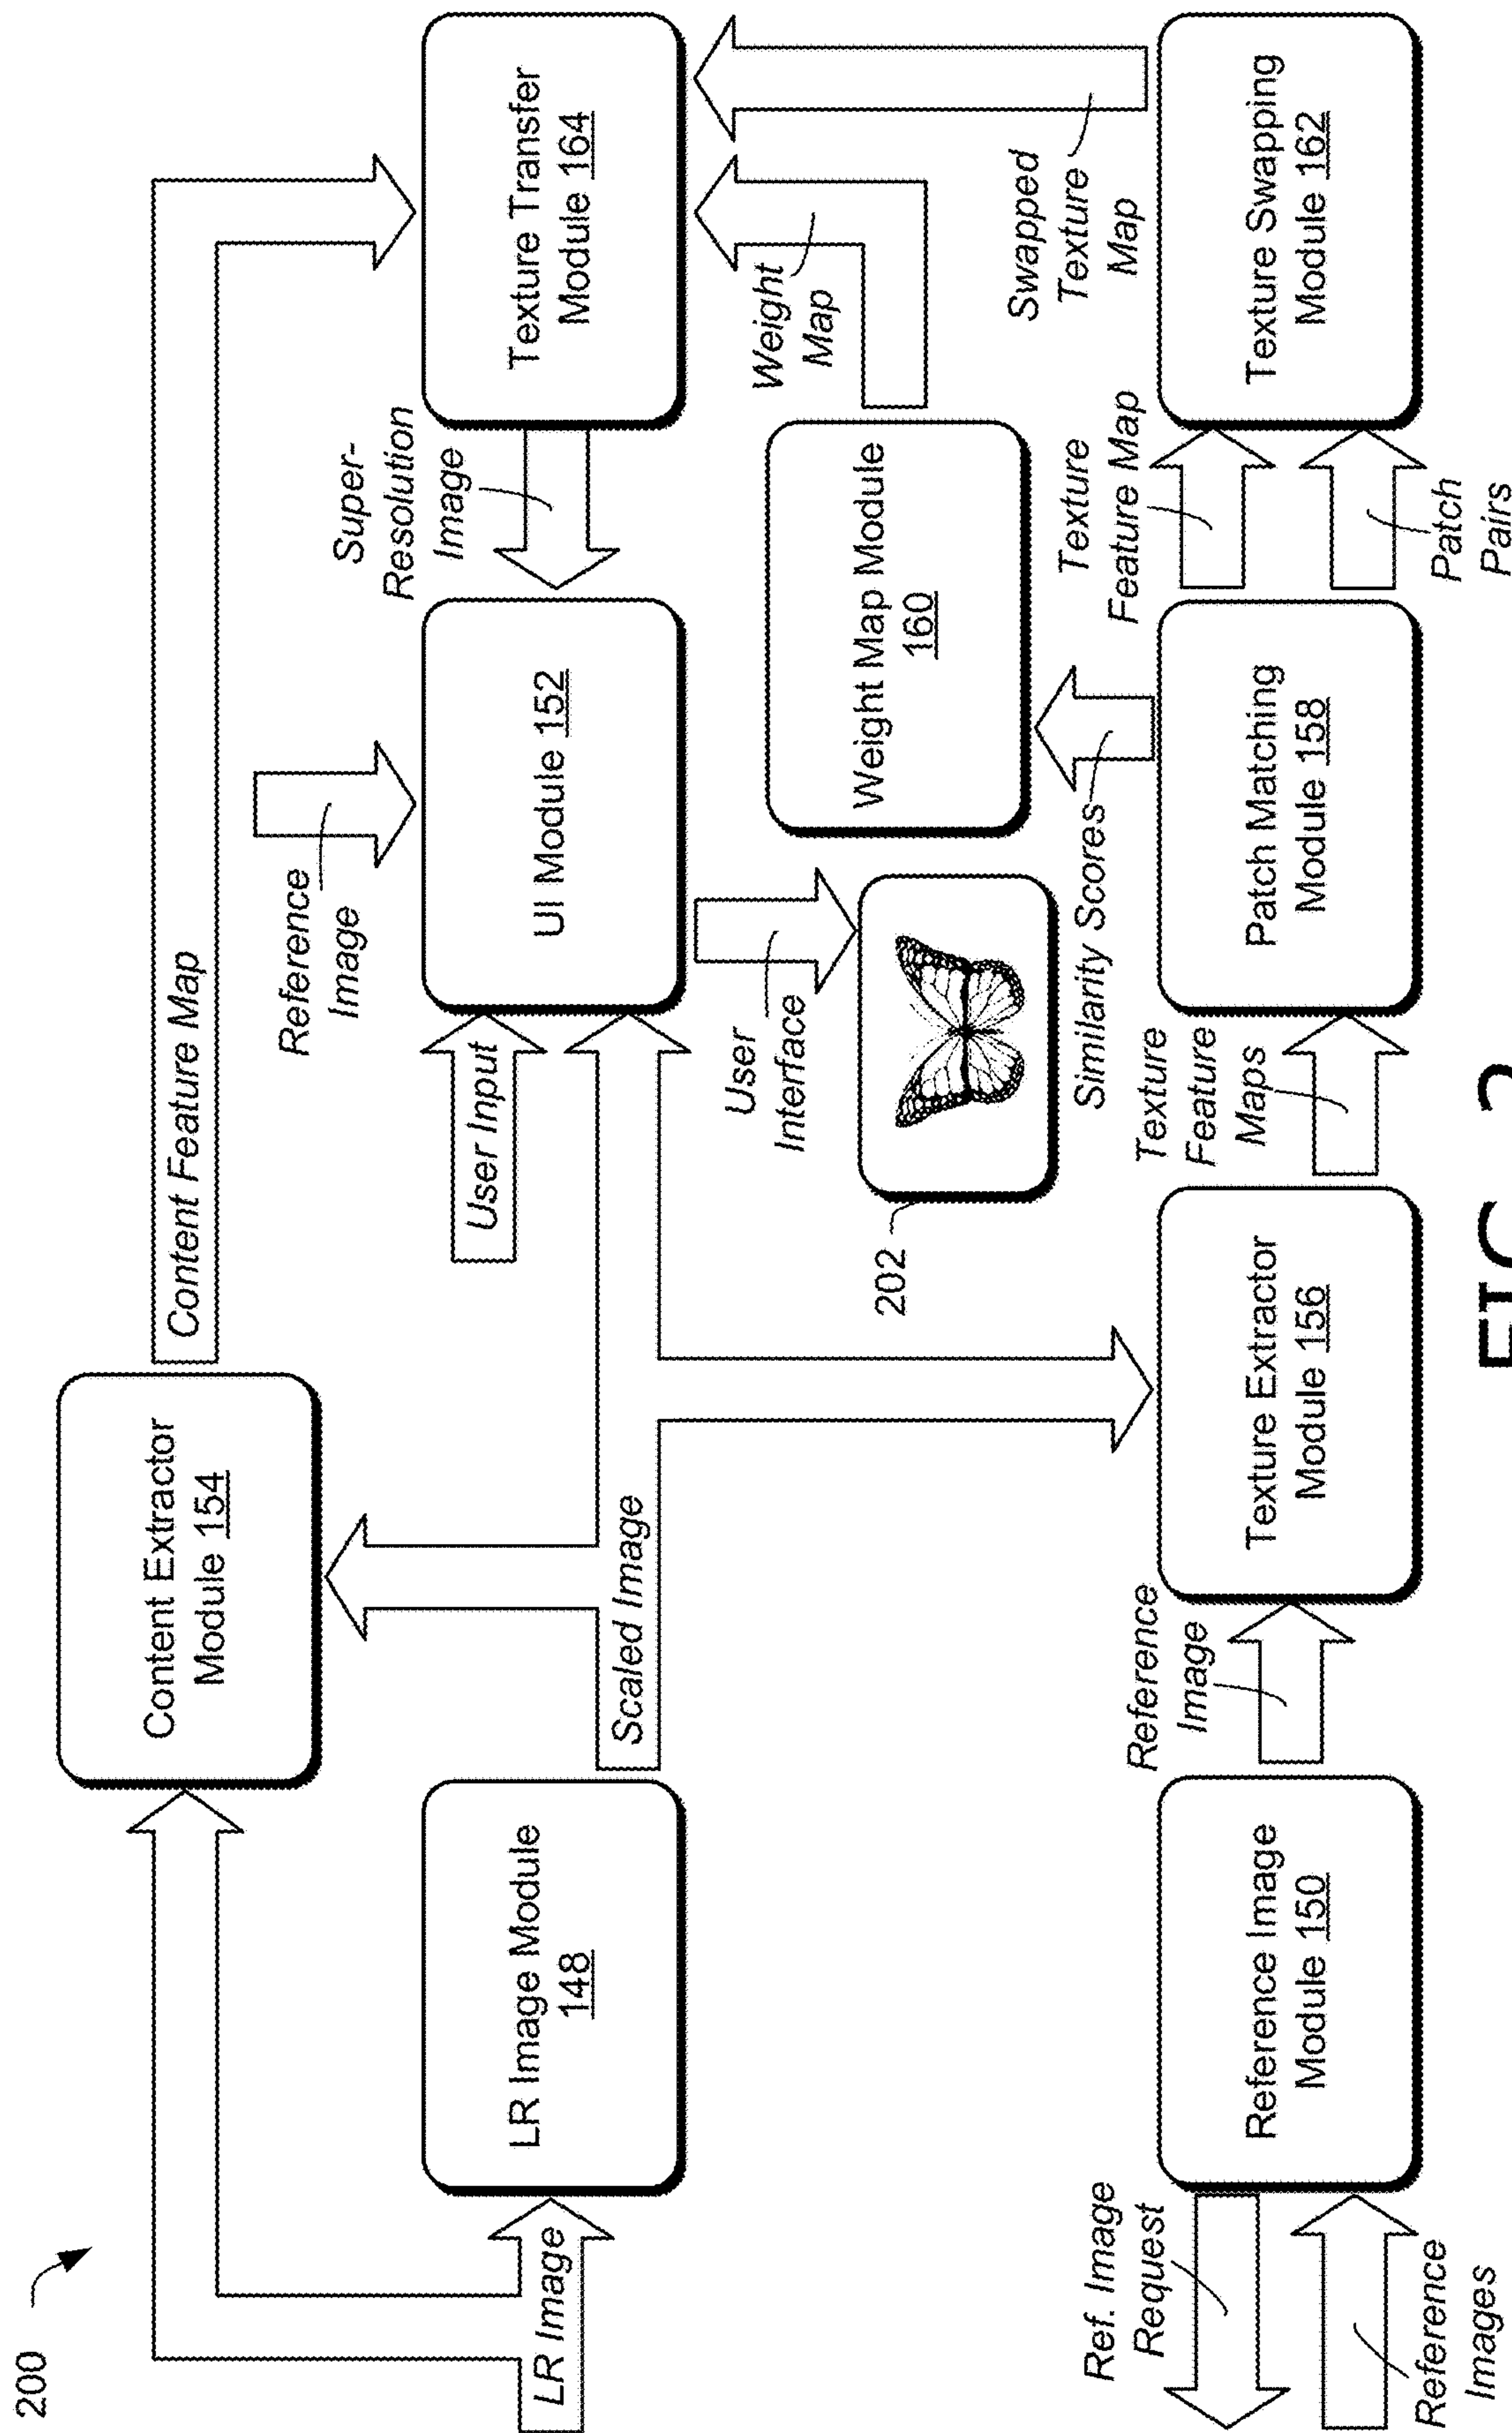 200
Content Extractor
Module 154
Content Feature Map
LR Image
LR Image Module
148
Scaled Image
User Input
Reference
Image
UI Module 152
Super-
Resolution
Image
Texture Transfer
Module 164
User
Interface
202
Weight Map Module
160
Weight
Map
Similarity Scores
Swapped
Texture
Map
Ref. Image
Request
Reference
Images
Reference Image
Module 150
Reference
Image
Texture Extractor
Module 156
Texture
Feature
Maps
Patch Matching
Module 158
Texture
Feature Map
Patch
Pairs
Texture Swapping
Module 162